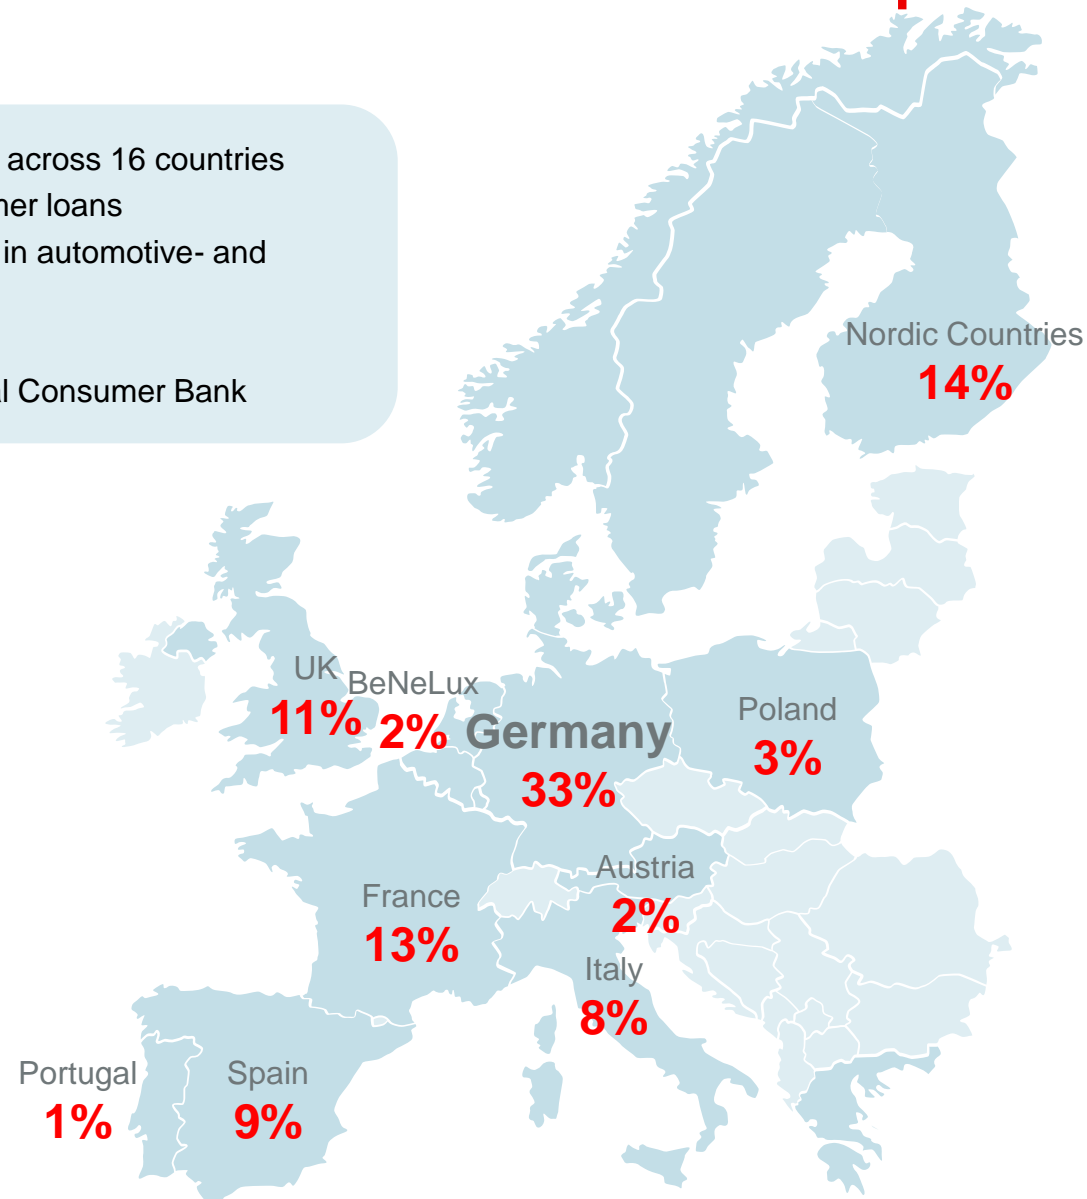 across 16 countries
ner loans
in automotive- and
al Consumer Bank
Nordic Countries
14%
UK
11%
BeNeLux
2%
Germany
33%
Poland
3%
Austria
2%
France
13%
Italy
8%
Portugal
1%
Spain
9%